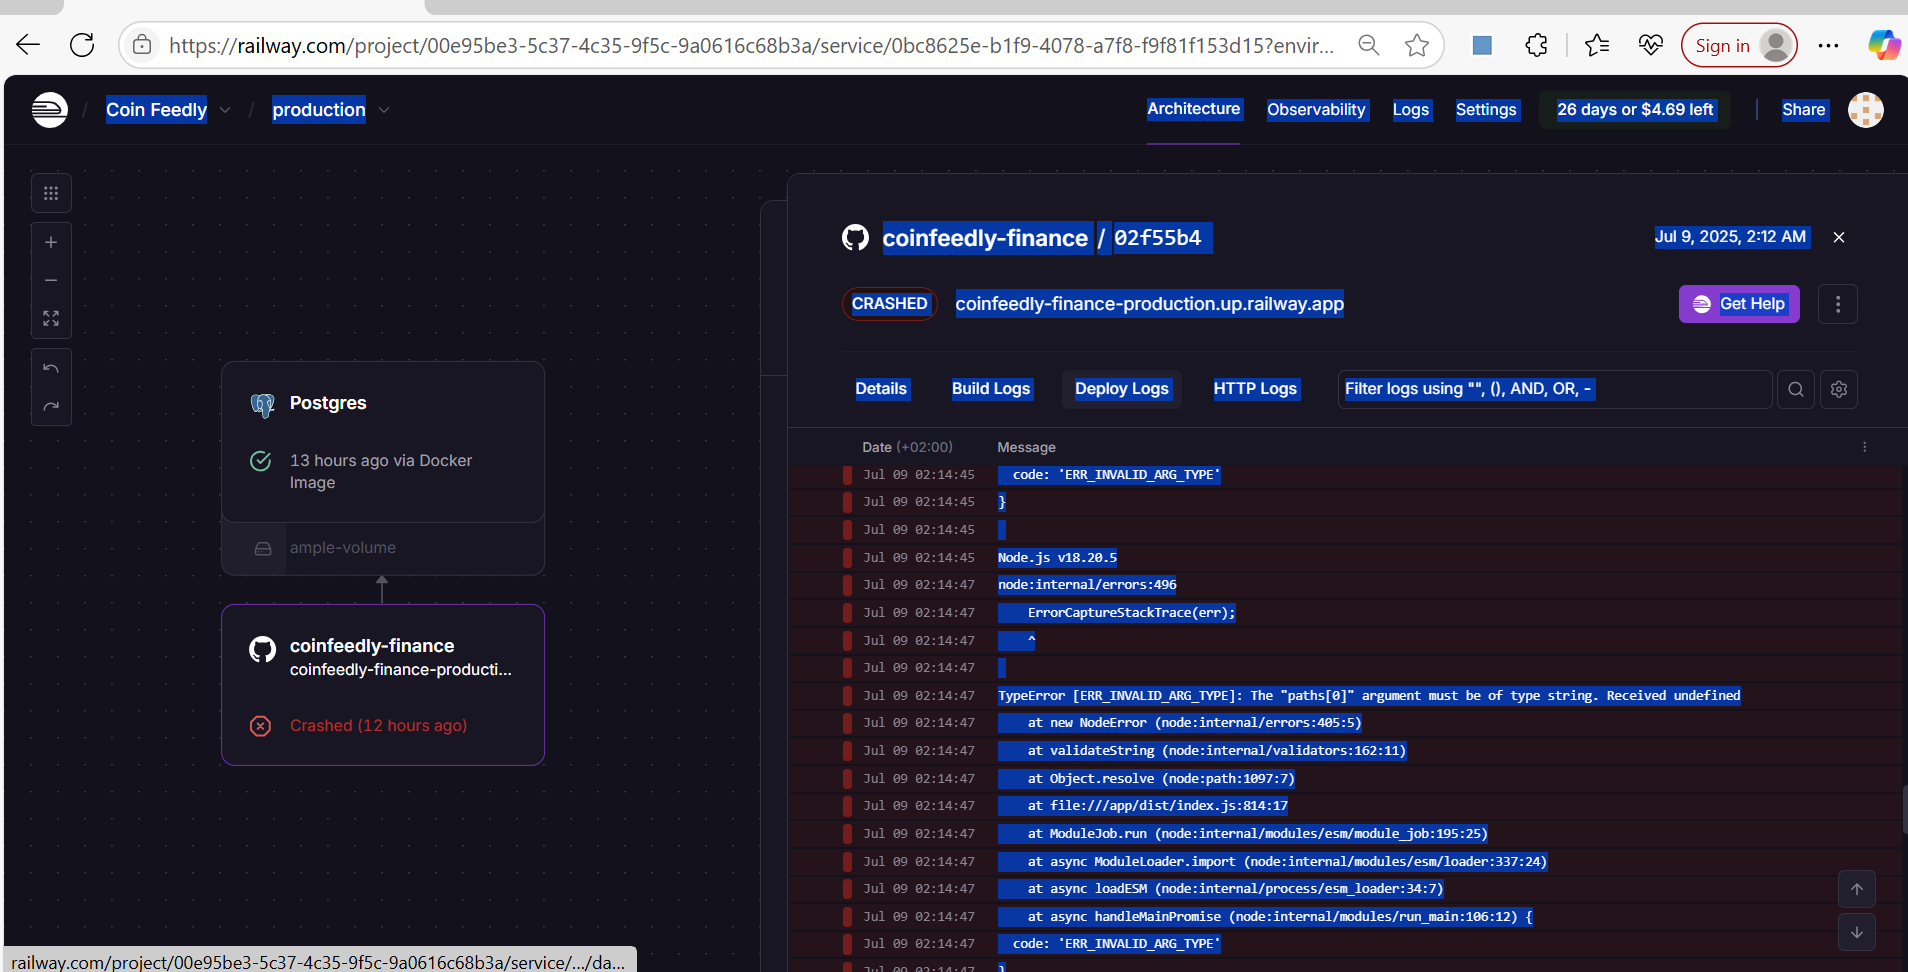 https://railway.com/project/00e95be3-5c37-4c35-9f5c-9a0616c68b3a/service/0bc8625e-b1f9-4078-a7f8-f9f81f153d15?envir...
Sign in
/ Coin Feedly / production
Architecture Observability Logs Settings 26 days or $4.69 left Share
coinfeedly-finance / 02f55b4
Jul 9, 2025, 2:12 AM
CRASHED coinfeedly-finance-production.up.railway.app
Get Help
Details Build Logs Deploy Logs HTTP Logs Filter logs using "", (), AND, OR, -
Postgres
13 hours ago via Docker
Image
ample-volume
coinfeedly-finance
coinfeedly-finance-producti...
Crashed (12 hours ago)
Date (+02:00) Message
Jul 09 02:14:45 code: 'ERR_INVALID_ARG_TYPE'
Jul 09 02:14:45 }
Jul 09 02:14:45
Jul 09 02:14:45 Node.js v18.20.5
Jul 09 02:14:47 node:internal/errors:496
Jul 09 02:14:47 ErrorCaptureStackTrace(err);
Jul 09 02:14:47 ^
Jul 09 02:14:47
Jul 09 02:14:47 TypeError [ERR_INVALID_ARG_TYPE]: The "paths[0]" argument must be of type string. Received undefined
Jul 09 02:14:47 at new NodeError (node:internal/errors:405:5)
Jul 09 02:14:47 at validateString (node:internal/validators:162:11)
Jul 09 02:14:47 at Object.resolve (node:path:1097:7)
Jul 09 02:14:47 at file:///app/dist/index.js:814:17
Jul 09 02:14:47 at ModuleJob.run (node:internal/modules/esm/module_job:195:25)
Jul 09 02:14:47 at async ModuleLoader.import (node:internal/modules/esm/loader:337:24)
Jul 09 02:14:47 at async loadESM (node:internal/process/esm_loader:34:7)
Jul 09 02:14:47 at async handleMainPromise (node:internal/modules/run_main:106:12) {
Jul 09 02:14:47 code: 'ERR_INVALID_ARG_TYPE'
Jul 09 02:14:47 }
railway.com/project/00e95be3-5c37-4c35-9f5c-9a0616c68b3a/service/.../da...